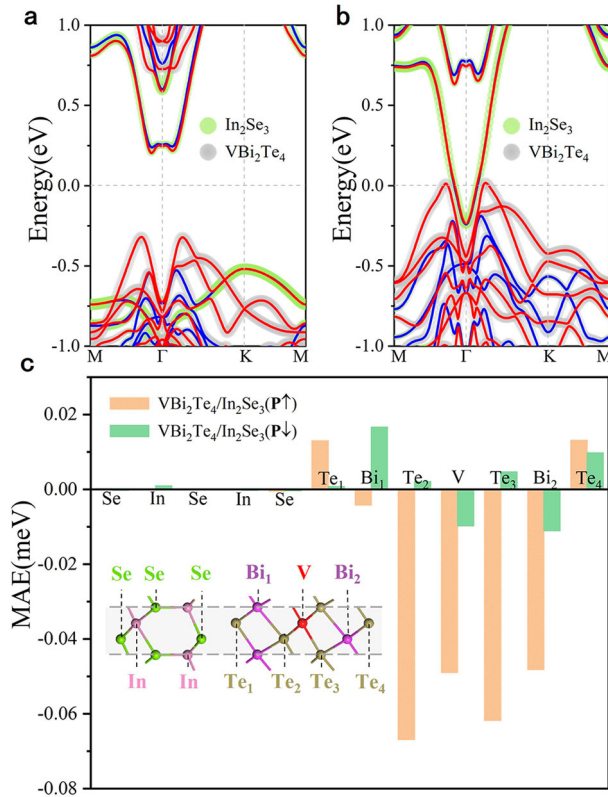 a
b
1.0
0.5
0.0
-0.5
-1.0
Energy(eV)
In₂Se₃
VBi₂Te₄
M Γ K M
1.0
0.5
0.0
-0.5
-1.0
Energy(eV)
In₂Se₃
VBi₂Te₄
M Γ K M
c
VBi₂Te₄/In₂Se₃(P↑)
VBi₂Te₄/In₂Se₃(P↓)
0.02
0.00
-0.02
-0.04
-0.06
-0.08
MAE(meV)
Se In Se In Se Te₁ Bi₁ Te₂ V Te₃ Bi₂ Te₄
Se Se Se Bi₁ V Bi₂
In In Te₁ Te₂ Te₃ Te₄